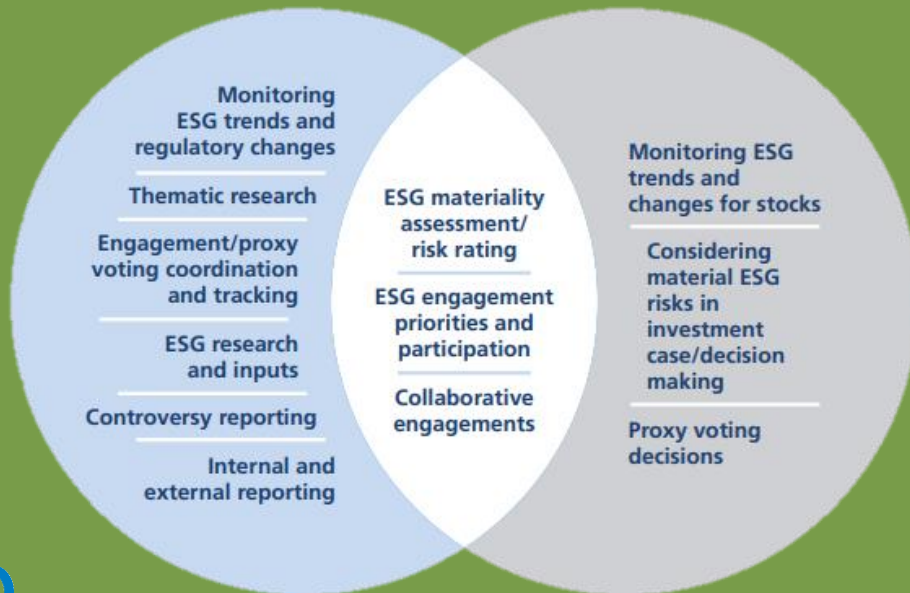 Monitoring
ESG trends and
regulatory changes
Thematic research
Engagement/proxy
voting coordination
and tracking
ESG research
and inputs
Controversy reporting
Internal and
external reporting
ESG materiality
assessment/
risk rating
ESG engagement
priorities and
participation
Collaborative
engagements
Monitoring ESG
trends and
changes for stocks
Considering
material ESG
risks in
investment
case/decision
making
Proxy voting
decisions